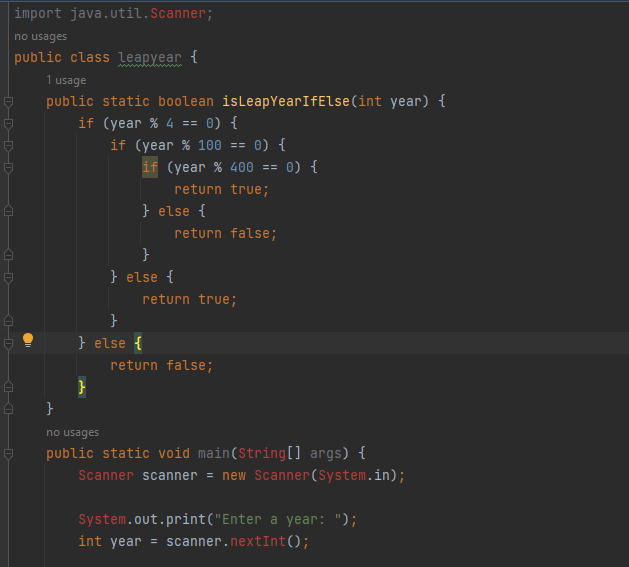 import java.util.Scanner;
no usages
public class leapyear {
1 usage
public static boolean isLeapYearIfElse(int year) {
if (year % 4 == 0) {
if (year % 100 == 0) {
if (year % 400 == 0) {
return true;
} else {
return false;
}
} else {
return true;
}
} else {
return false;
}
}
no usages
public static void main(String[] args) {
Scanner scanner = new Scanner(System.in);
System.out.print("Enter a year: ");
int year = scanner.nextInt();